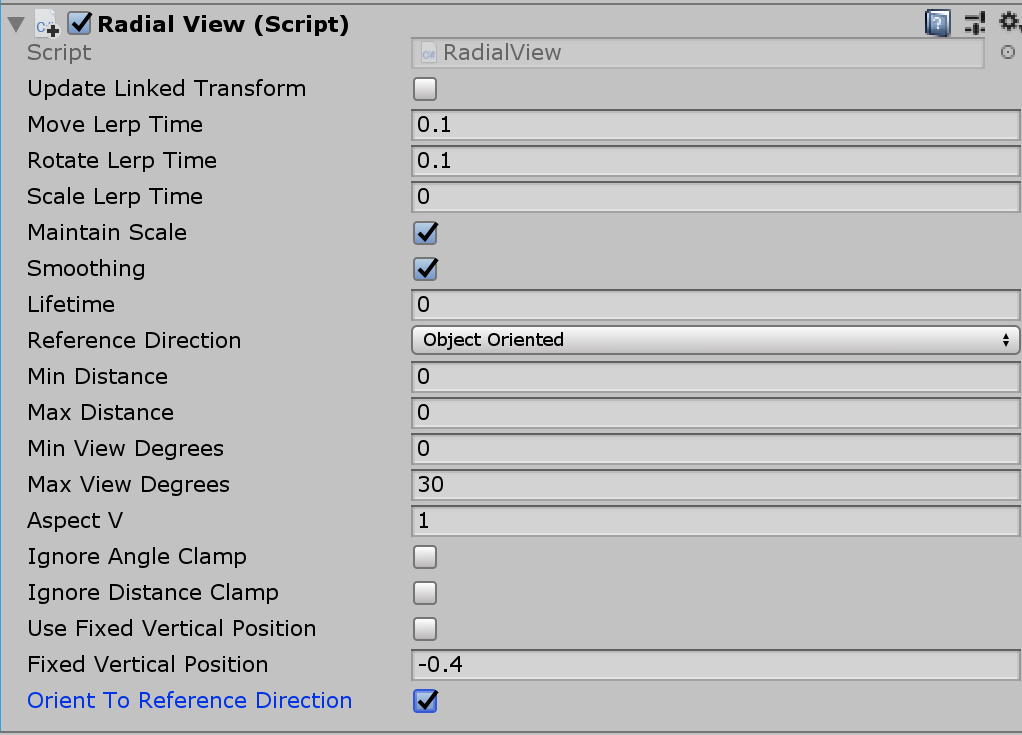 Radial View (Script)
Script RadialView
Update Linked Transform
Move Lerp Time 0.1
Rotate Lerp Time 0.1
Scale Lerp Time 0
Maintain Scale
Smoothing
Lifetime 0
Reference Direction Object Oriented
Min Distance 0
Max Distance 0
Min View Degrees 0
Max View Degrees 30
Aspect V 1
Ignore Angle Clamp
Ignore Distance Clamp
Use Fixed Vertical Position
Fixed Vertical Position -0.4
Orient To Reference Direction